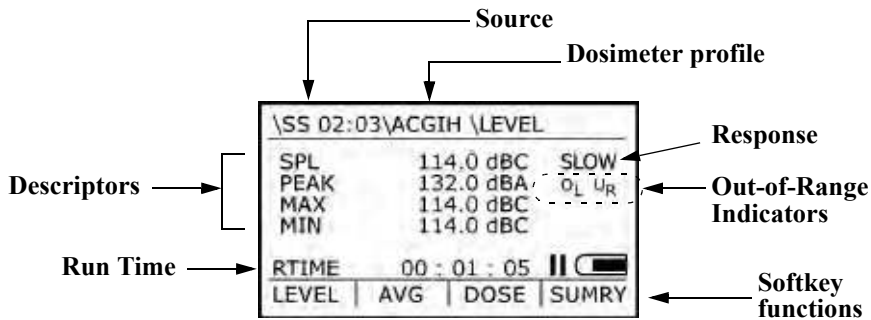 Source
Dosimeter profile
\SS 02:03\ACGIH \LEVEL
SPL 114.0 dBC SLOW
PEAK 132.0 dBA OL UR
MAX 114.0 dBC
MIN 114.0 dBC
RTIME 00 : 01 : 05
LEVEL | AVG | DOSE | SUMRY
Descriptors
Run Time
Response
Out-of-Range
Indicators
Softkey
functions